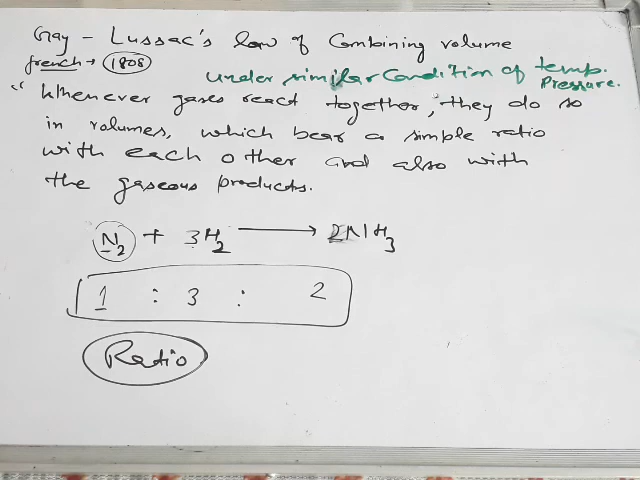 Gay - Lussac's law of Combining volume
french → 1808
under similar Condition of temp. Pressure.
" Whenever gases react together, they do so
in volumes, which bear a simple ratio
with each other and also with
the gaseous products.
N₂ + 3H₂ → 2NH₃
1 : 3 : 2
Ratio